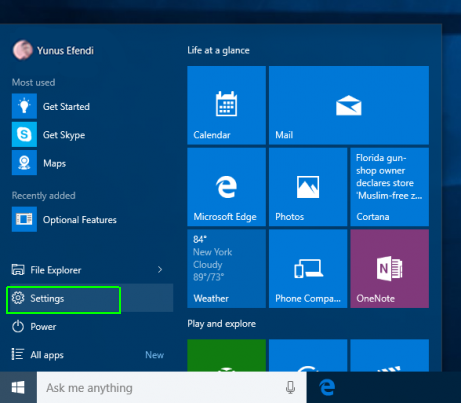 Yunus Efendi
Most used
Get Started
Get Skype
Maps
Recently added
Optional Features
File Explorer
Settings
Power
All apps New
Life at a glance
Calendar
Mail
Microsoft Edge
Photos
Florida gun-
shop owner
declares store
'Muslim-free z...
Cortana
84°
New York
Cloudy
89°/73°
Weather
Phone Compa...
OneNote
Play and explore
Ask me anything